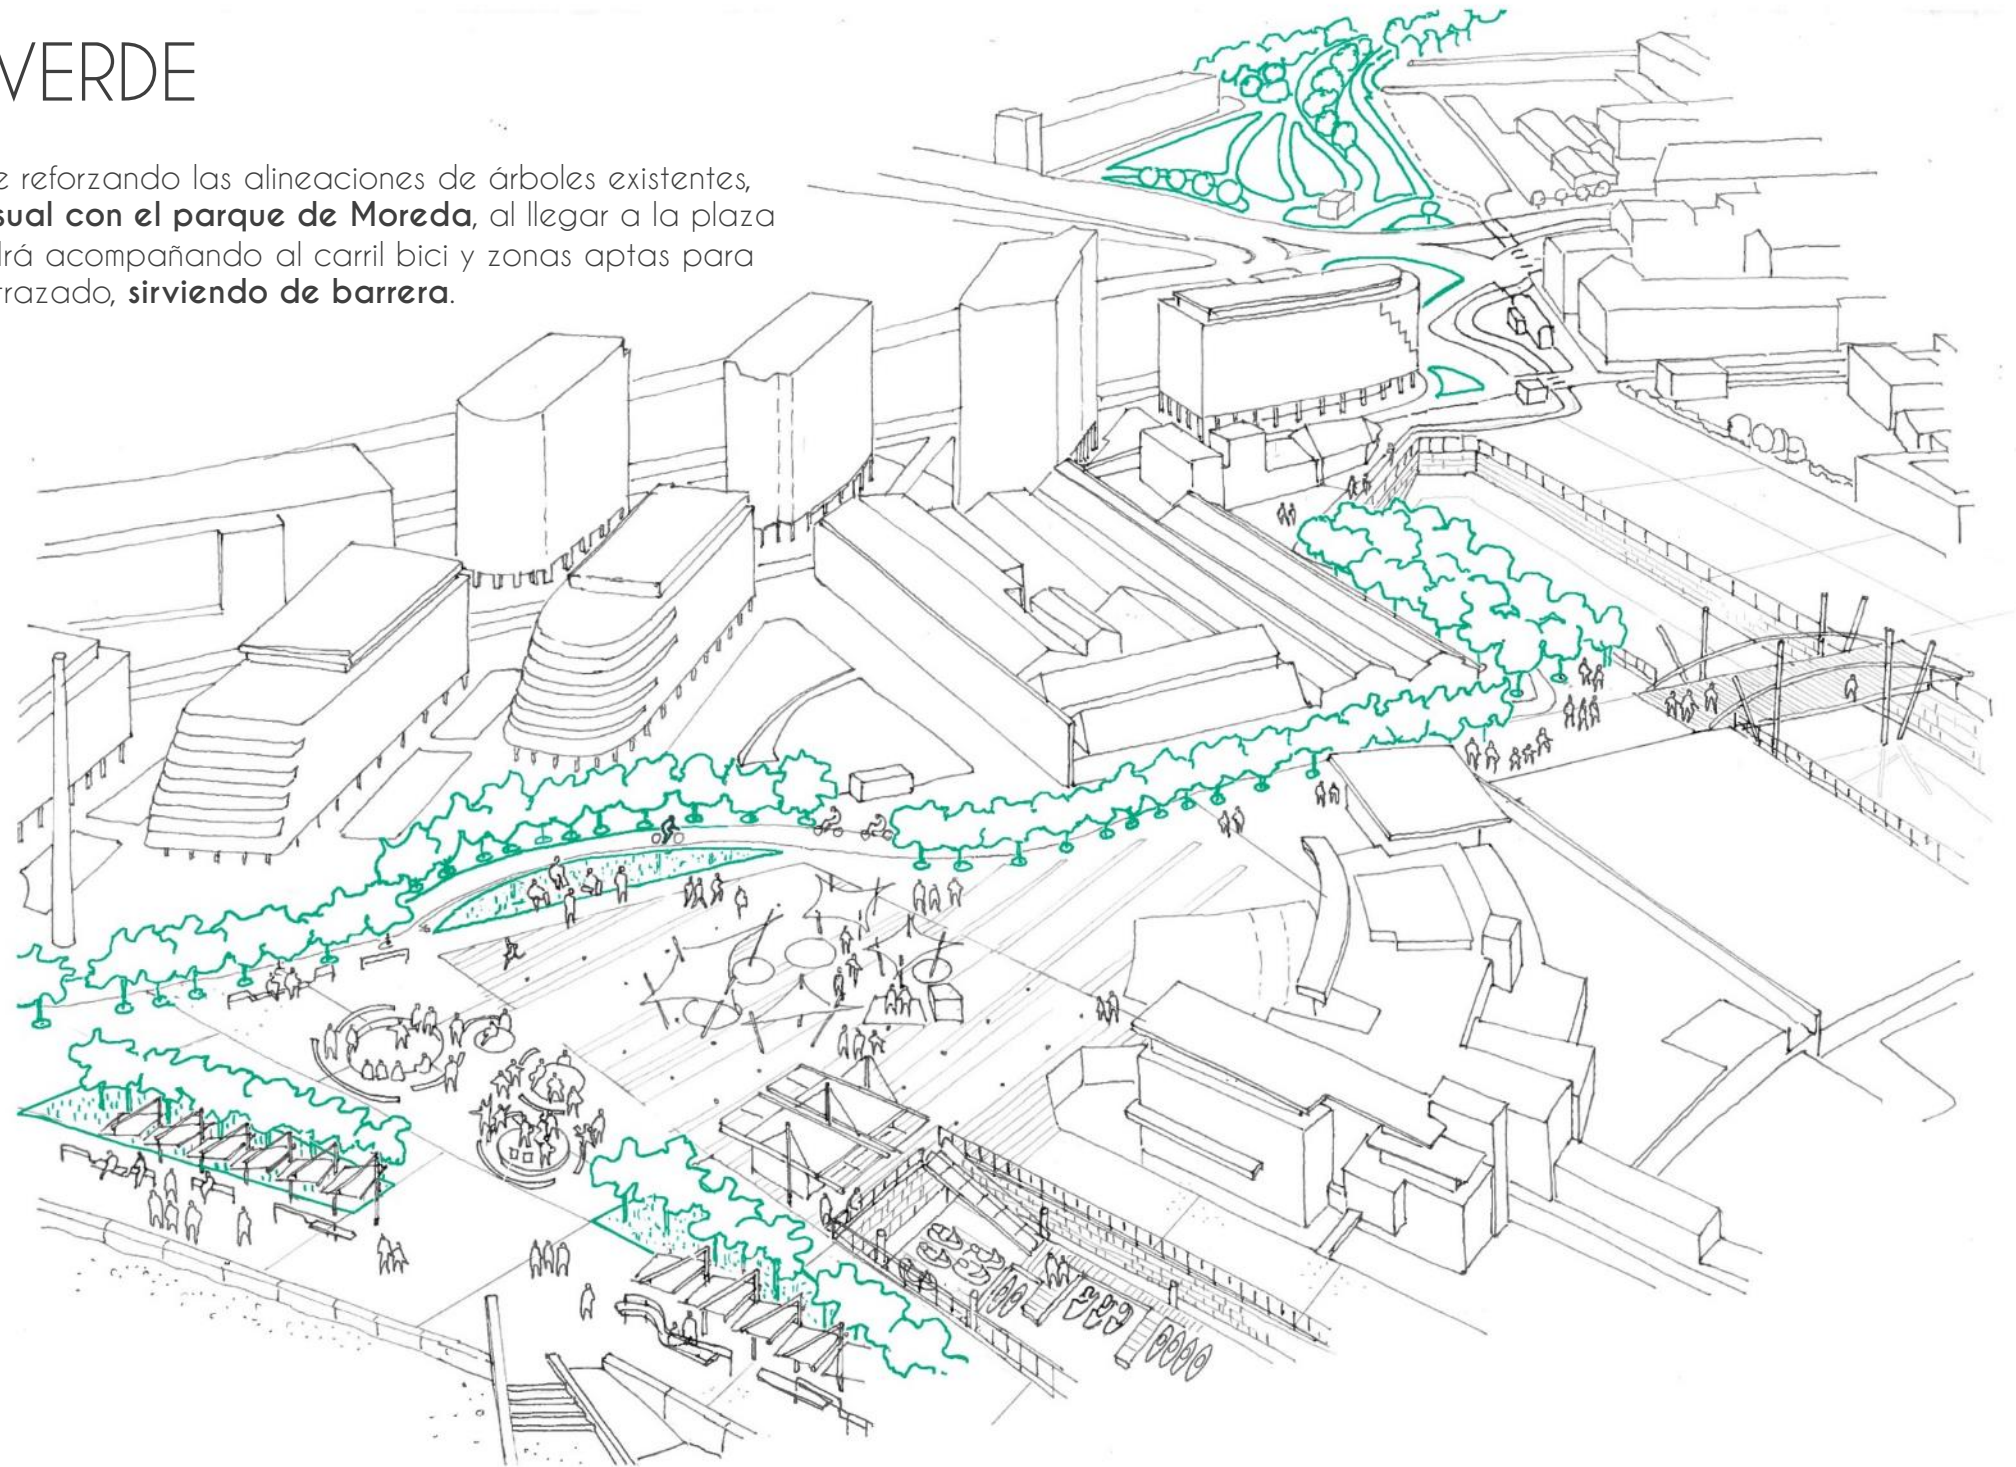 VERDE
e reforzando las alineaciones de árboles existentes,
sual con el parque de Moreda, al llegar a la plaza
drá acompañando al carril bici y zonas aptas para
trazado, sirviendo de barrera.